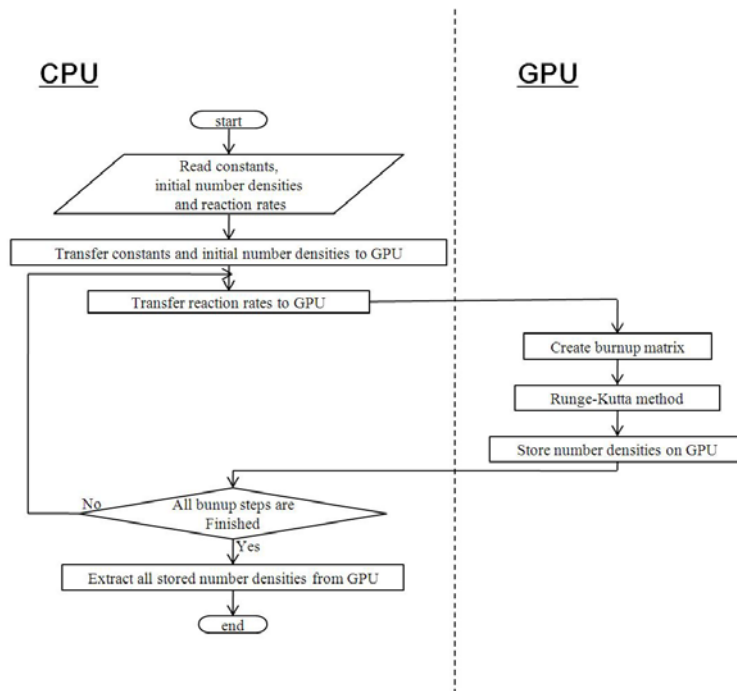 CPU
GPU
start
Read constants,
initial number densities
and reaction rates
Transfer constants and initial number densities to GPU
Transfer reaction rates to GPU
Create burnup matrix
Runge-Kutta method
Store number densities on GPU
No
All bunup steps are
Finished
Yes
Extract all stored number densities from GPU
end